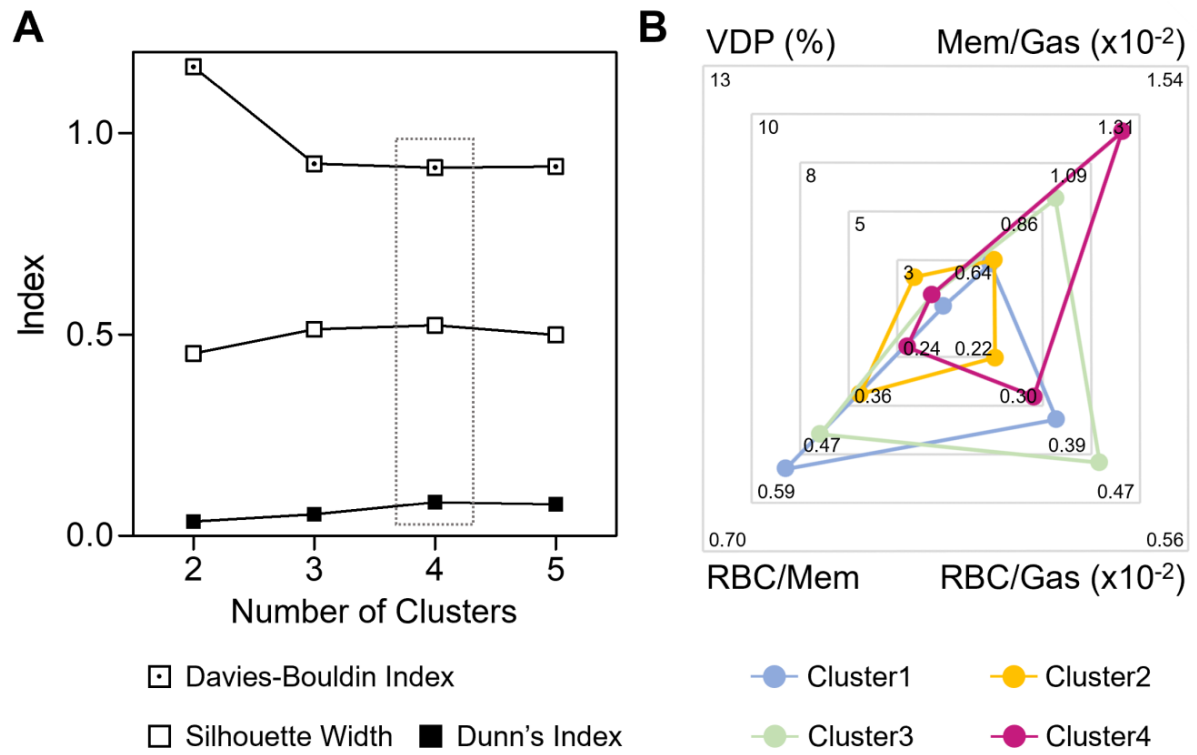 A
1.0
0.5
0.0
Index
2 3 4 5
Number of Clusters
Davies-Bouldin Index
Silhouette Width Dunn’s Index
B
VDP (%) Mem/Gas (x10-2)
13 1.54
10 1.31
8 1.09
5 0.86
3 0.64
0.24 0.22
0.36 0.30
0.47 0.39
0.59 0.47
0.70 0.56
RBC/Mem RBC/Gas (x10-2)
Cluster1 Cluster2
Cluster3 Cluster4